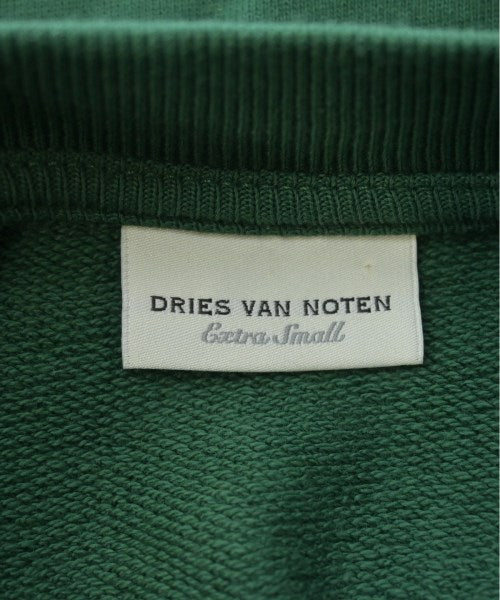 DRIES VAN NOTEN
Extra Small